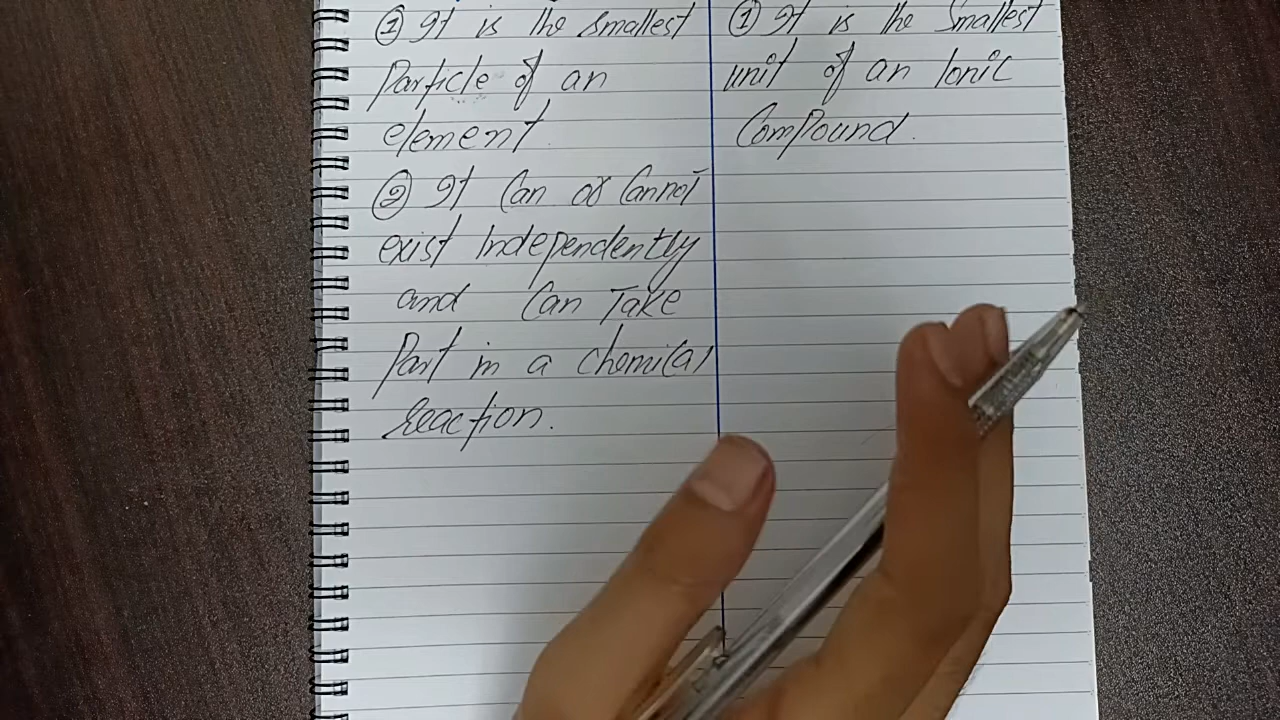 ① It is the smallest
Particle of an
element.
② It Can or Cannot
exist Independently
and Can Take
Part in a chemical
reaction.
① It is the Smallest
unit of an Ionic
Compound.